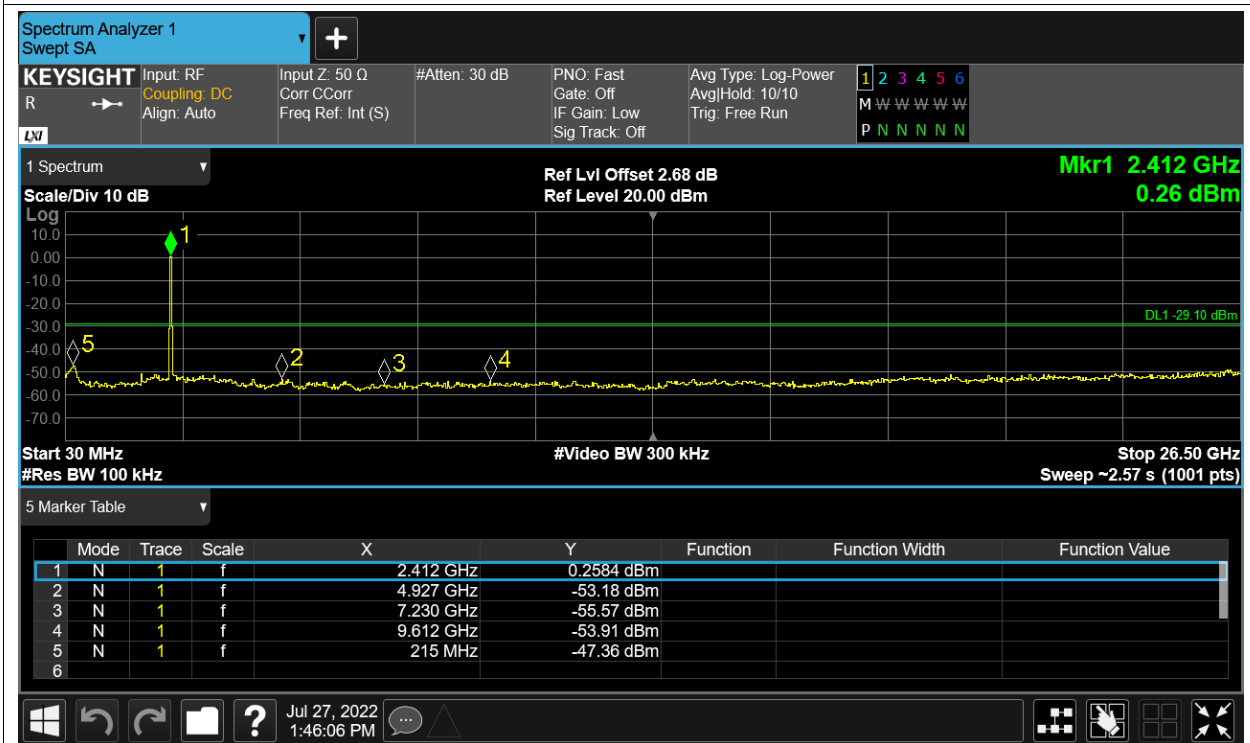 Spectrum Analyzer 1
Swept SA
+
KEYSIGHT Input: RF Input Z: 50 Ω #Atten: 30 dB PNO: Fast Avg Type: Log-Power 1 2 3 4 5 6
R Coupling: DC Corr CCorr Gate: Off Avg|Hold: 10/10 M W W W W W
Align: Auto Freq Ref: Int (S) IF Gain: Low Trig: Free Run
LXI Sig Track: Off P N N N N N
1 Spectrum Ref Lvl Offset 2.68 dB Mkr1 2.412 GHz
Scale/Div 10 dB Ref Level 20.00 dBm 0.26 dBm
Log
10.0 1
0.00
-10.0
-20.0
DL1 -29.10 dBm
-30.0
5
-40.0 2 3 4
-50.0
-60.0
-70.0
Start 30 MHz #Video BW 300 kHz Stop 26.50 GHz
#Res BW 100 kHz Sweep ~2.57 s (1001 pts)
5 Marker Table
Mode Trace Scale X Y Function Function Width Function Value
1 N 1 f 2.412 GHz 0.2584 dBm
2 N 1 f 4.927 GHz -53.18 dBm
3 N 1 f 7.230 GHz -55.57 dBm
4 N 1 f 9.612 GHz -53.91 dBm
5 N 1 f 215 MHz -47.36 dBm
6
? Jul 27, 2022
1:46:06 PM